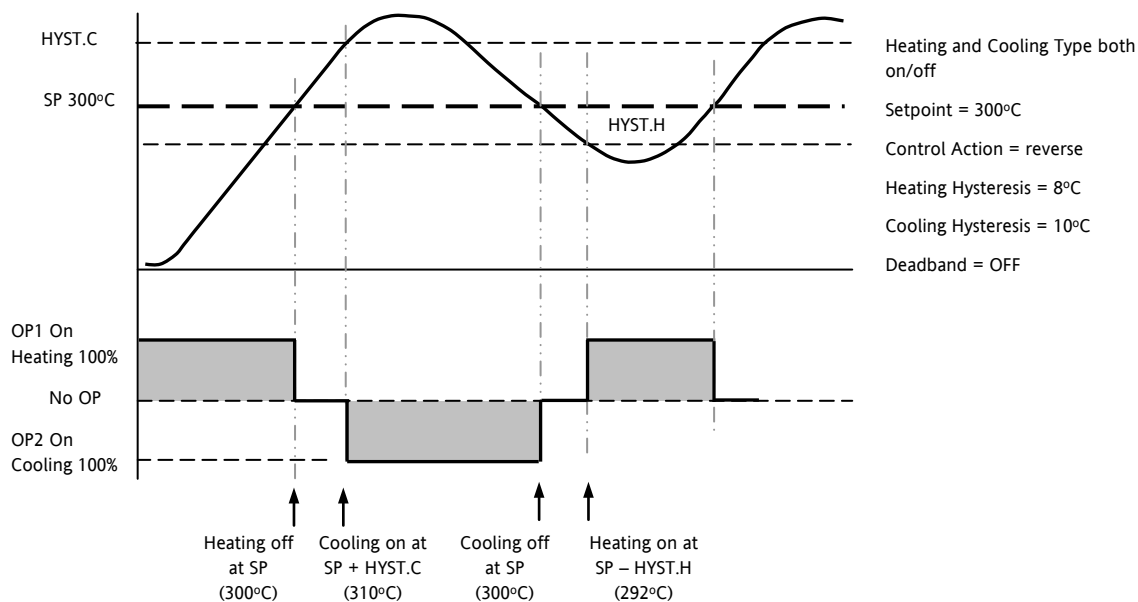 HYST.C
SP 300ºC
HYST.H
Heating and Cooling Type both
on/off
Setpoint = 300ºC
Control Action = reverse
Heating Hysteresis = 8ºC
Cooling Hysteresis = 10ºC
Deadband = OFF
OP1 On
Heating 100%
No OP
OP2 On
Cooling 100%
Heating off
at SP
(300ºC)
Cooling on at
SP + HYST.C
(310ºC)
Cooling off
at SP
(300ºC)
Heating on at
SP – HYST.H
(292ºC)